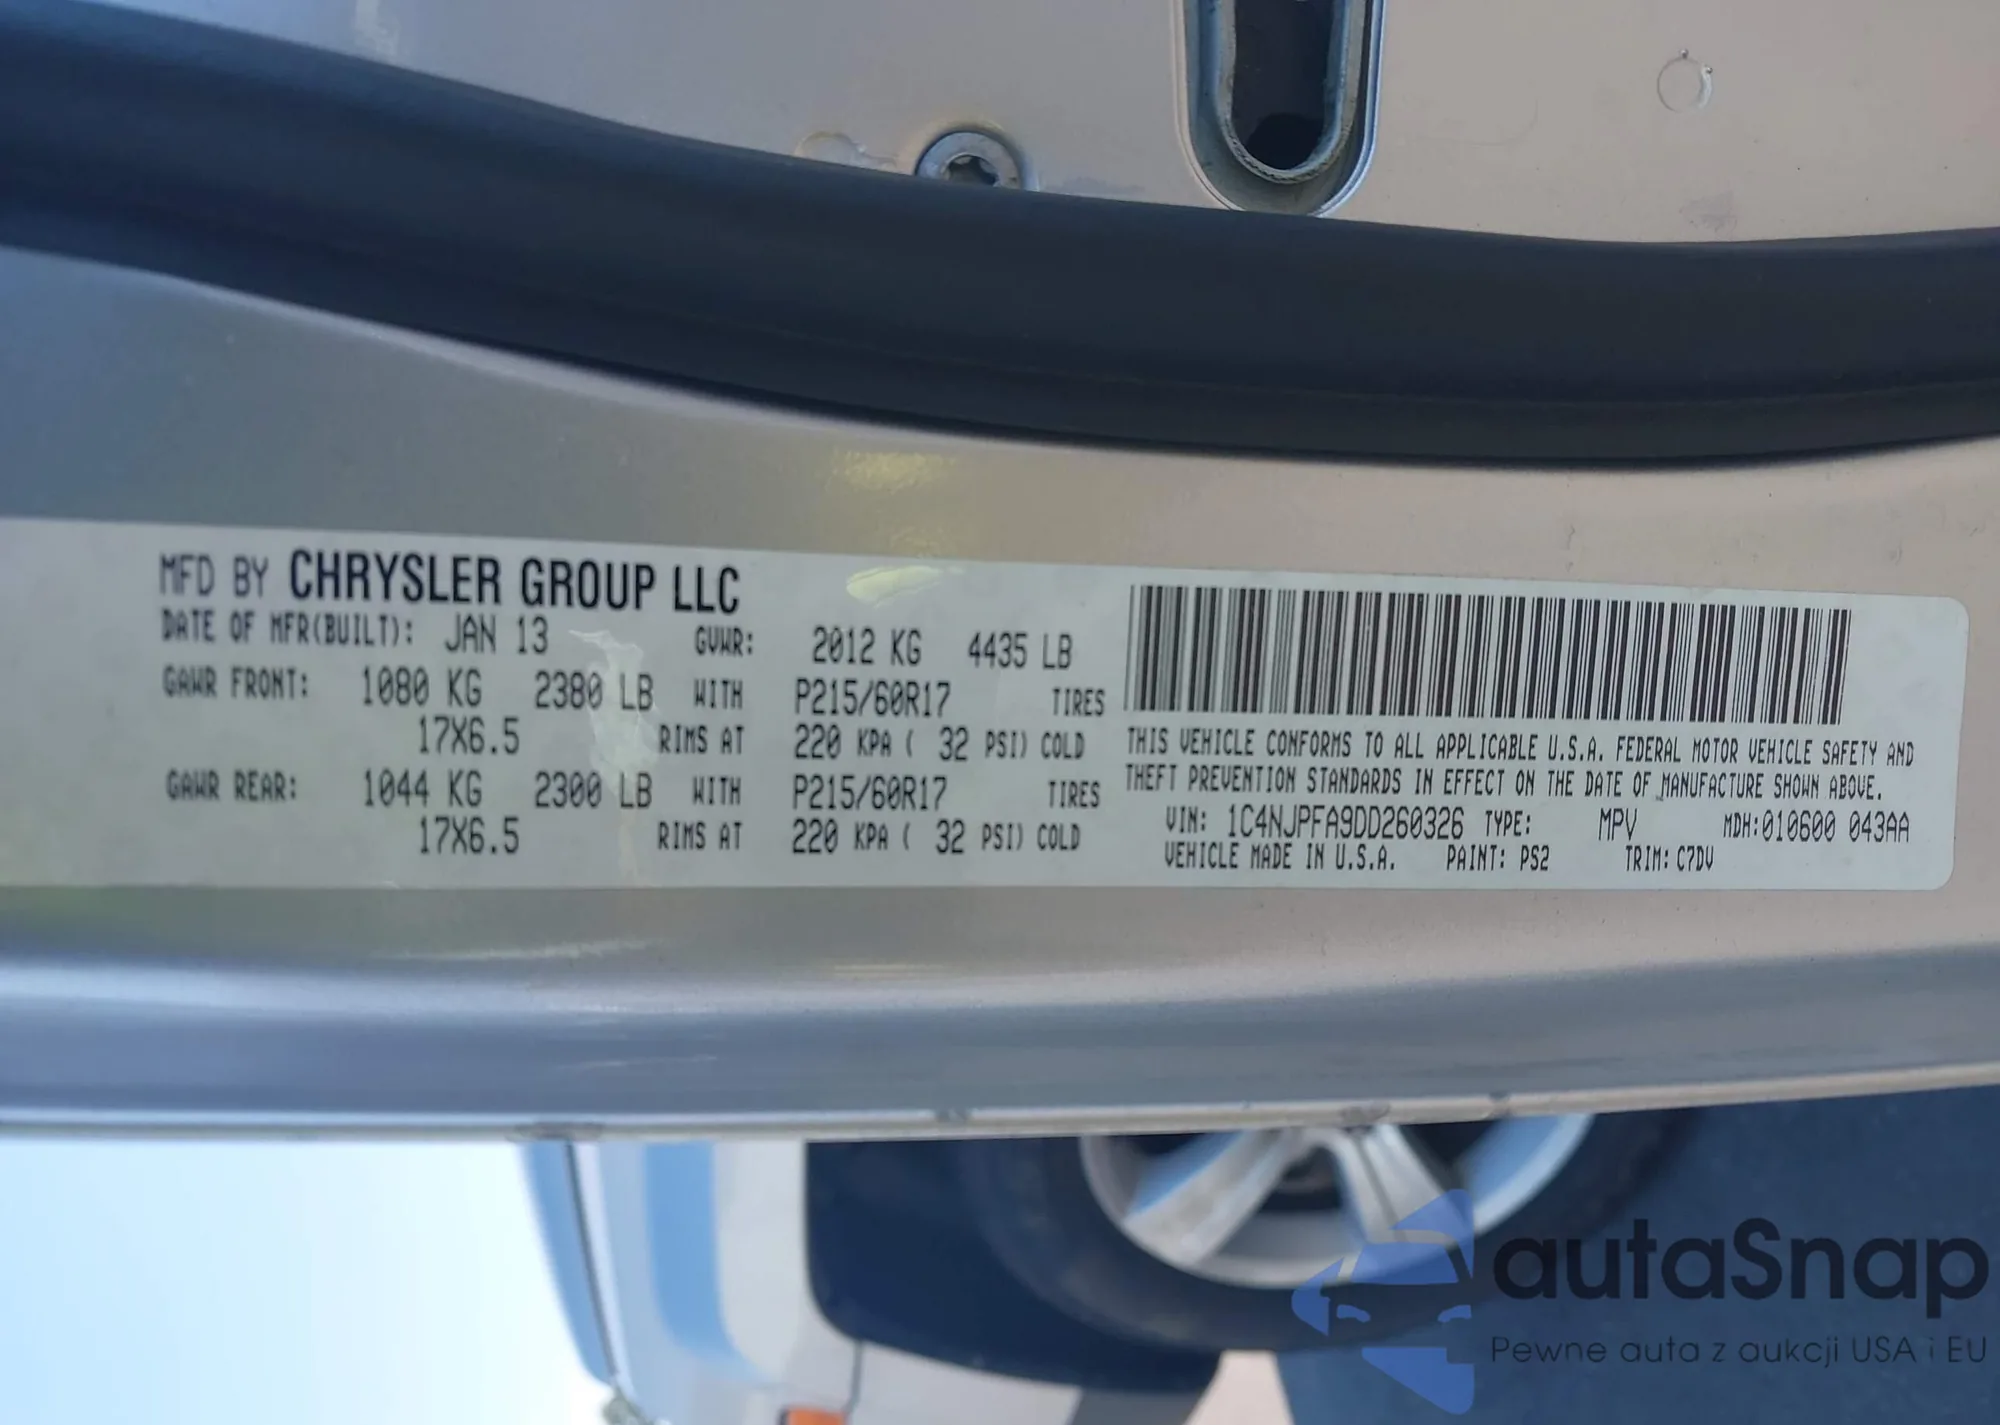 MFD BY CHRYSLER GROUP LLC
DATE OF MFR(BUILT): JAN 13 GVWR: 2012 KG 4435 LB
GAWR FRONT: 1080 KG 2380 LB WITH P215/60R17 TIRES
17X6.5 RIMS AT 220 KPA ( 32 PSI) COLD
GAWR REAR: 1044 KG 2300 LB WITH P215/60R17 TIRES
17X6.5 RIMS AT 220 KPA ( 32 PSI) COLD
THIS VEHICLE CONFORMS TO ALL APPLICABLE U.S.A. FEDERAL MOTOR VEHICLE SAFETY AND
THEFT PREVENTION STANDARDS IN EFFECT ON THE DATE OF MANUFACTURE SHOWN ABOVE.
VIN: 1C4NJPFA9DD260326 TYPE: MPV MDH:010600 043AA
VEHICLE MADE IN U.S.A. PAINT: PS2 TRIM: C7DV
autaSnap
Pewne auta z aukcji USA i EU